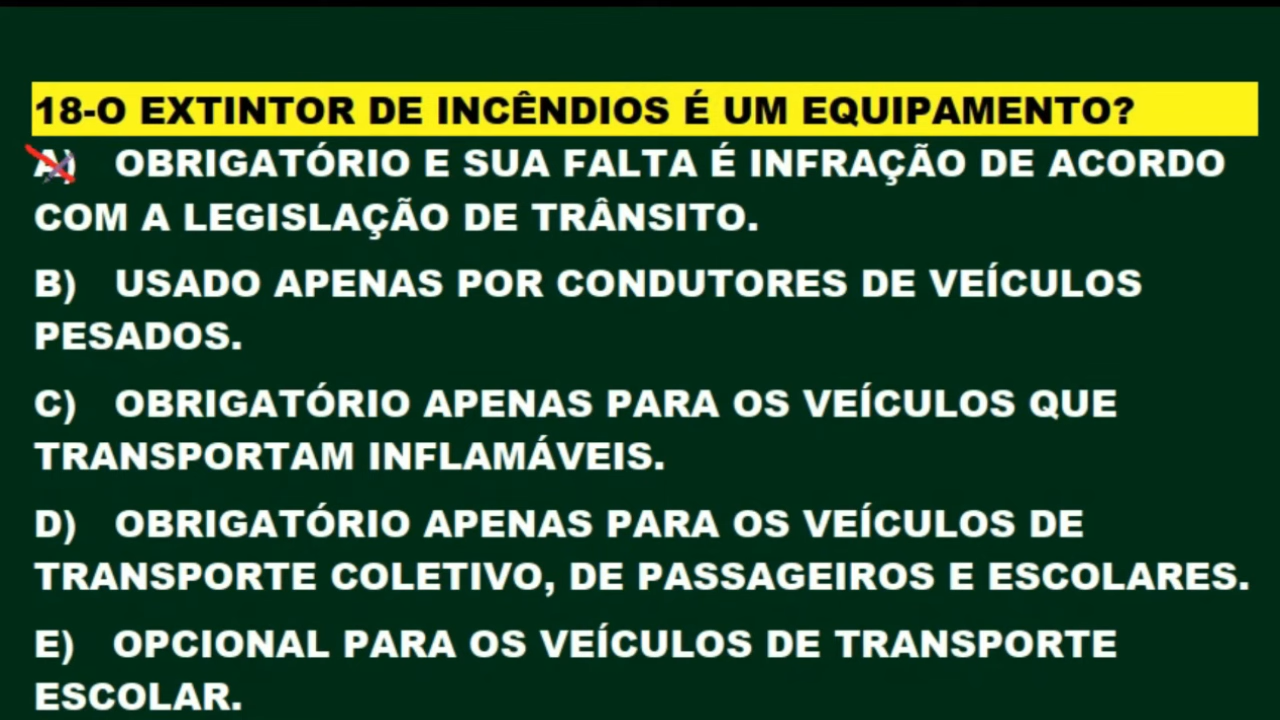 18-O EXTINTOR DE INCÊNDIOS É UM EQUIPAMENTO?
A) OBRIGATÓRIO E SUA FALTA É INFRAÇÃO DE ACORDO
COM A LEGISLAÇÃO DE TRÂNSITO.
B) USADO APENAS POR CONDUTORES DE VEÍCULOS
PESADOS.
C) OBRIGATÓRIO APENAS PARA OS VEÍCULOS QUE
TRANSPORTAM INFLAMÁVEIS.
D) OBRIGATÓRIO APENAS PARA OS VEÍCULOS DE
TRANSPORTE COLETIVO, DE PASSAGEIROS E ESCOLARES.
E) OPCIONAL PARA OS VEÍCULOS DE TRANSPORTE
ESCOLAR.